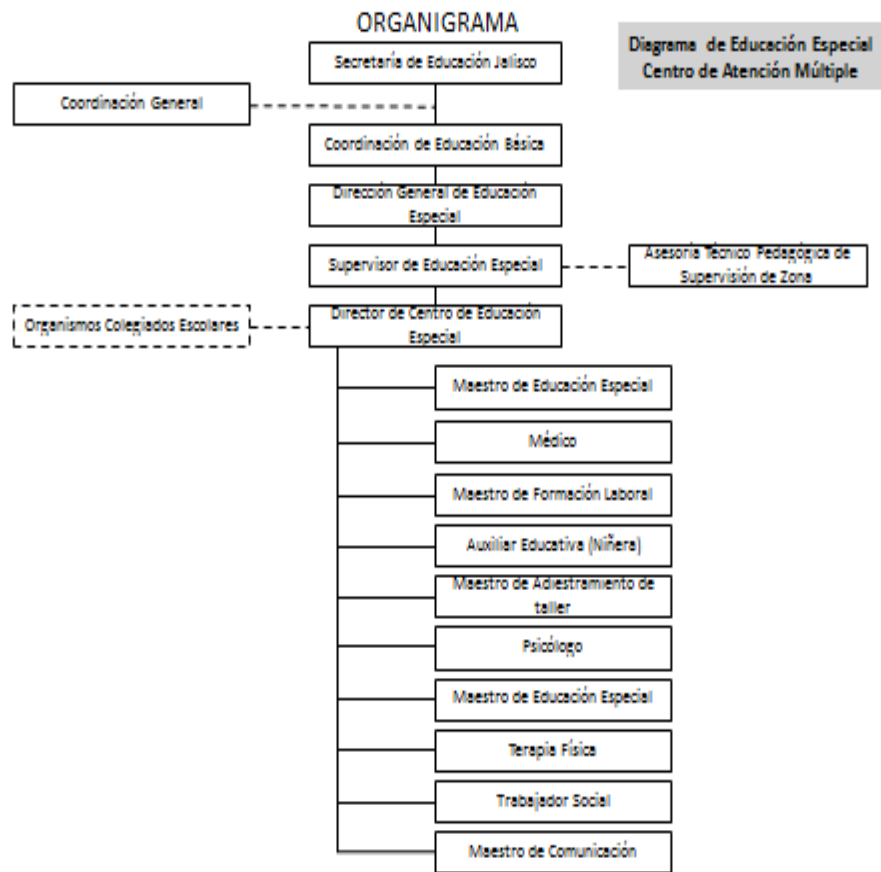 ORGANIGRAMA
Diagrama de Educación Especial
Centro de Atención Múltiple
Secretaría de Educación Jalisco
Coordinación General
Coordinación de Educación Básica
Dirección General de Educación
Especial
Supervisor de Educación Especial
Asesoría Técnico Pedagógica de
Supervisión de Zona
Organismos Colegiados Escolares
Director de Centro de Educación
Especial
Maestro de Educación Especial
Médico
Maestro de Formación Laboral
Auxiliar Educativa (Niñera)
Maestro de Adiestramiento de
taller
Psicólogo
Maestro de Educación Especial
Terapia Física
Trabajador Social
Maestro de Comunicación